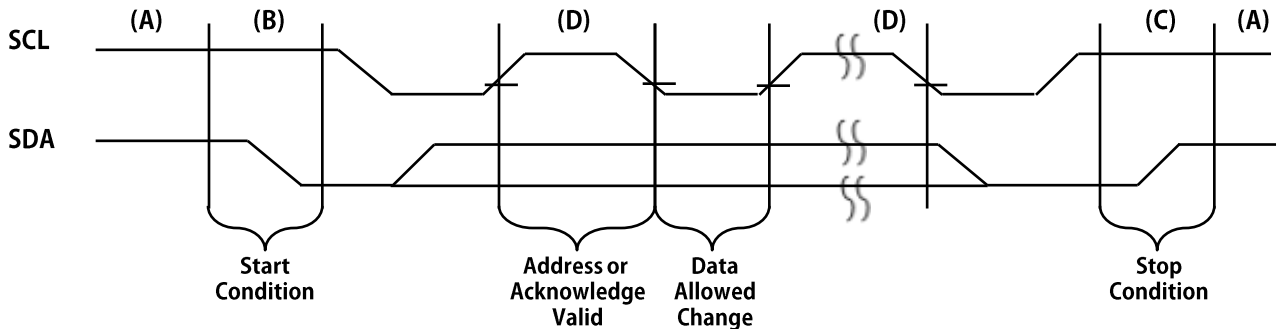 (A) (B) (D) (D) (C) (A)
SCL
SDA
Start
Condition
Address or
Acknowledge
Valid
Data
Allowed
Change
Stop
Condition